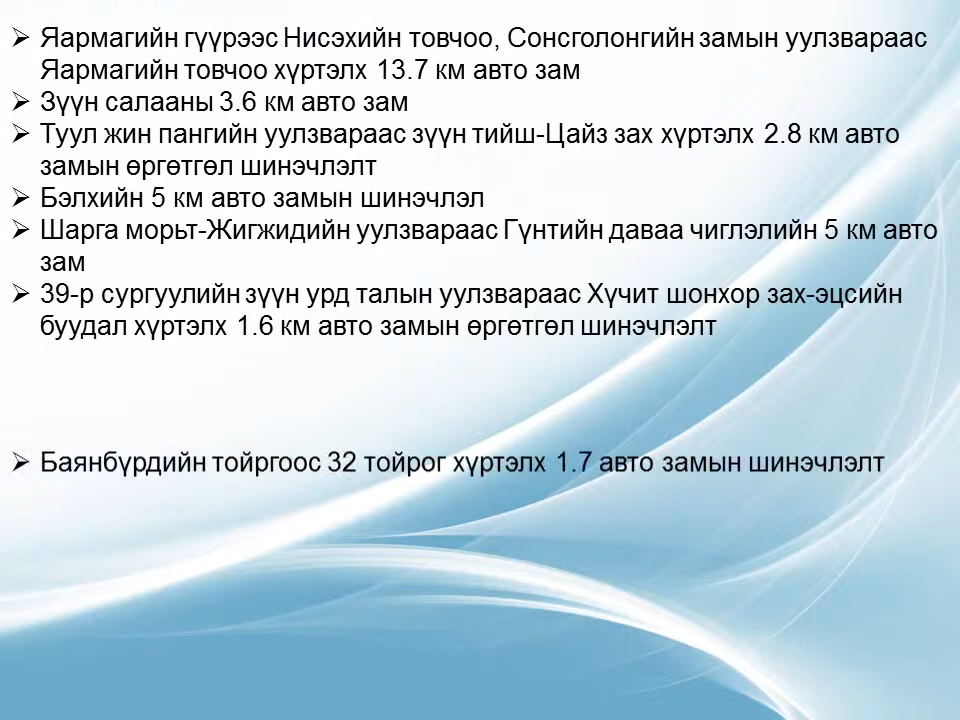 ➢ Яармагийн гүүрээс Нисэхийн товчоо, Сонсголонгийн замын уулзвараас
Яармагийн товчоо хүртэлх 13.7 км авто зам
➢ Зүүн салааны 3.6 км авто зам
➢ Туул жин пангийн уулзвараас зүүн тийш-Цайз зах хүртэлх 2.8 км авто
замын өргөтгөл шинэчлэлт
➢ Бэлхийн 5 км авто замын шинэчлэл
➢ Шарга морьт-Жигжидийн уулзвараас Гүнтийн даваа чиглэлийн 5 км авто
зам
➢ 39-р сургуулийн зүүн урд талын уулзвараас Хүчит шонхор зах-эцсийн
буудал хүртэлх 1.6 км авто замын өргөтгөл шинэчлэлт
➢ Баянбүрдийн тойргоос 32 тойрог хүртэлх 1.7 авто замын шинэчлэлт